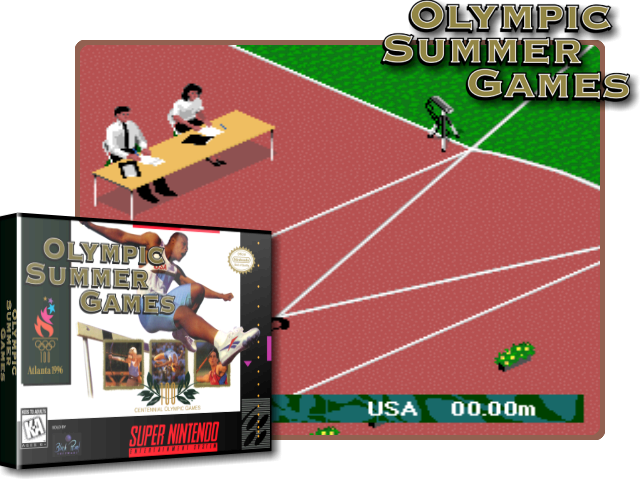 OLYMPIC
SUMMER
GAMES
OLYMPIC
SUMMER
GAMES
Atlanta 1996
CENTENNIAL OLYMPIC GAMES
OLYMPIC
SUMMER
GAMES
K-A
SUPER NINTENDO
ENTERTAINMENT SYSTEM
USA 00.00m